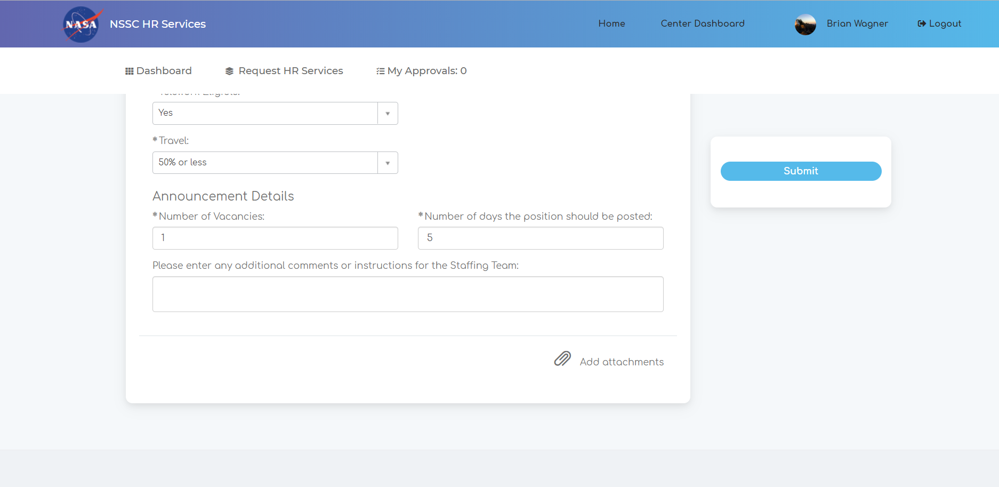 NASA NSSC HR Services Home Center Dashboard Brian Wagner Logout
Dashboard Request HR Services My Approvals: 0
Yes
*Travel:
50% or less
Submit
Announcement Details
*Number of Vacancies: *Number of days the position should be posted:
1 5
Please enter any additional comments or instructions for the Staffing Team:
Add attachments